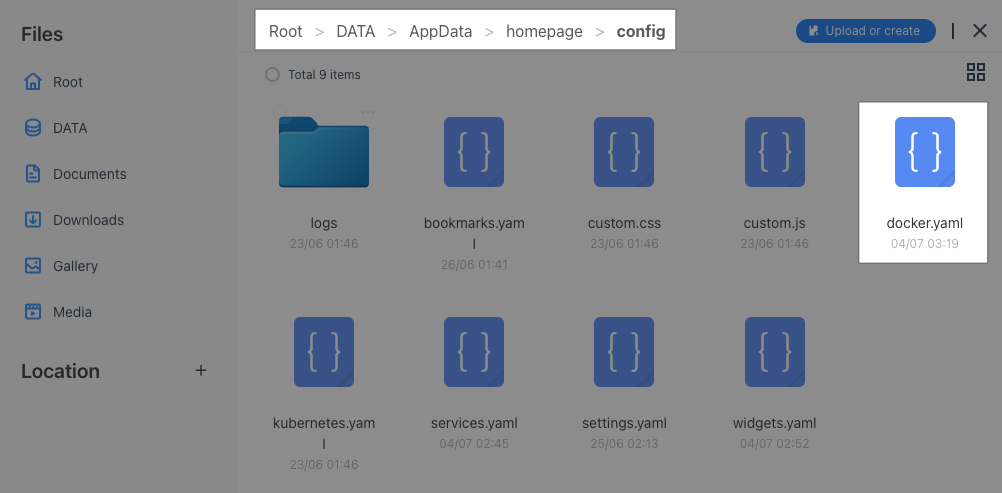 Files
Root
DATA
Documents
Downloads
Gallery
Media
Location +
Root > DATA > AppData > homepage > config
Upload or create
Total 9 items
logs
23/06 01:46
bookmarks.yam
l
26/06 01:41
custom.css
23/06 01:46
custom.js
23/06 01:46
docker.yaml
04/07 03:19
kubernetes.yam
l
23/06 01:46
services.yaml
04/07 02:45
settings.yaml
25/06 02:13
widgets.yaml
04/07 02:52